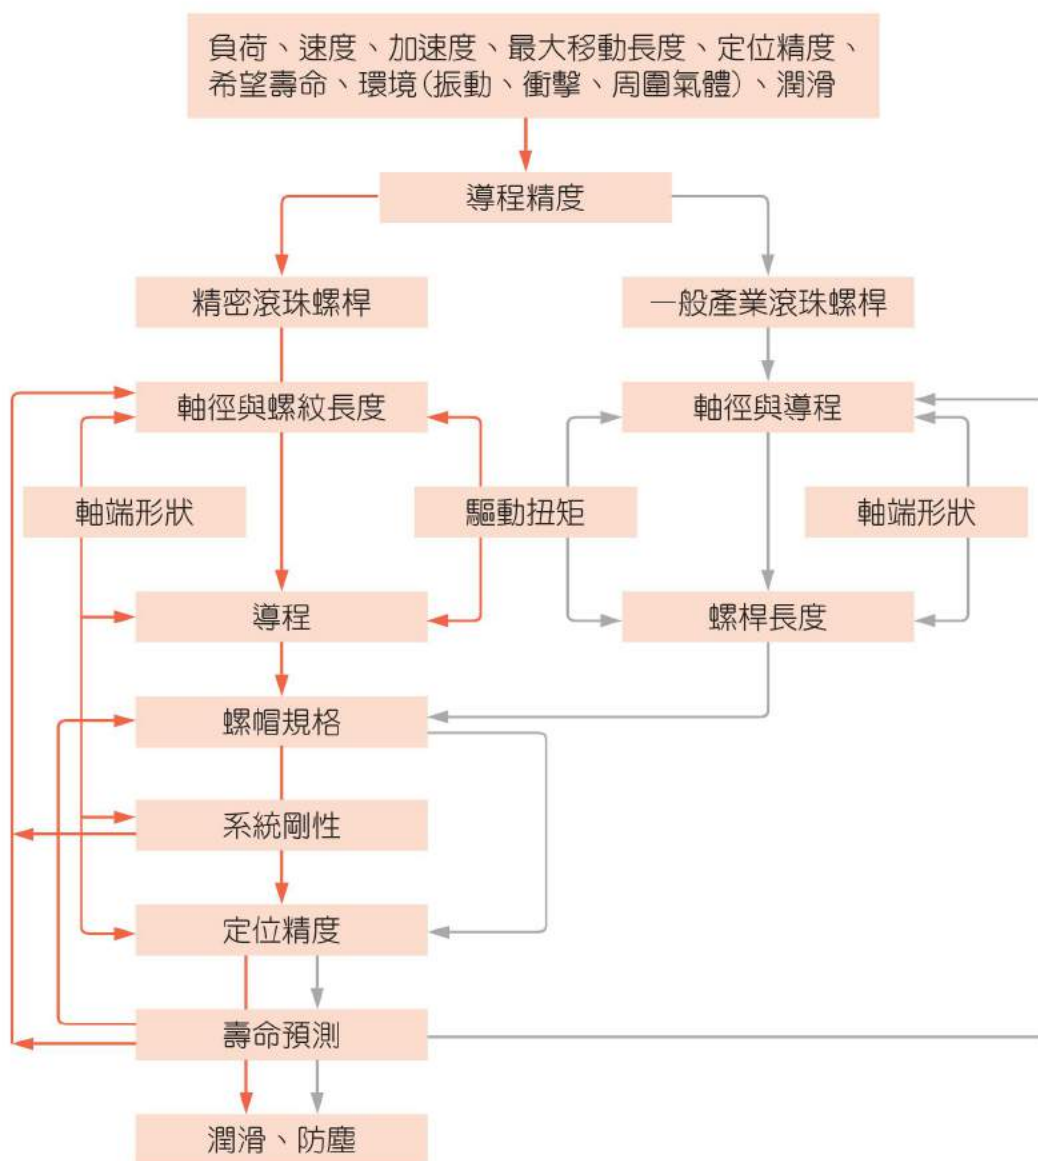 負荷、速度、加速度、最大移動長度、定位精度、
希望壽命、環境(振動、衝擊、周圍氣體)、潤滑
導程精度
精密滾珠螺桿
一般產業滾珠螺桿
軸徑與螺紋長度
軸徑與導程
軸端形狀
驅動扭矩
軸端形狀
導程
螺桿長度
螺帽規格
系統剛性
定位精度
壽命預測
潤滑、防塵